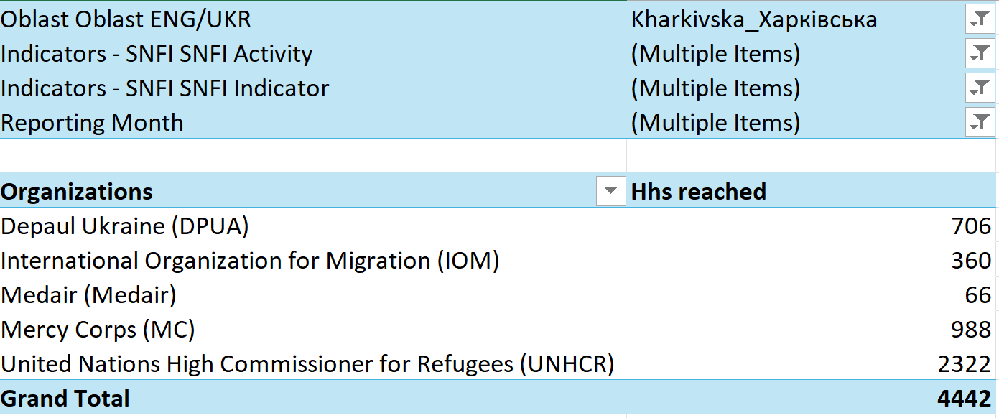 Oblast Oblast ENG/UKR Kharkivska_Харківська
Indicators - SNFI SNFI Activity (Multiple Items)
Indicators - SNFI SNFI Indicator (Multiple Items)
Reporting Month (Multiple Items)
Organizations Hhs reached
Depaul Ukraine (DPUA) 706
International Organization for Migration (IOM) 360
Medair (Medair) 66
Mercy Corps (MC) 988
United Nations High Commissioner for Refugees (UNHCR) 2322
Grand Total 4442